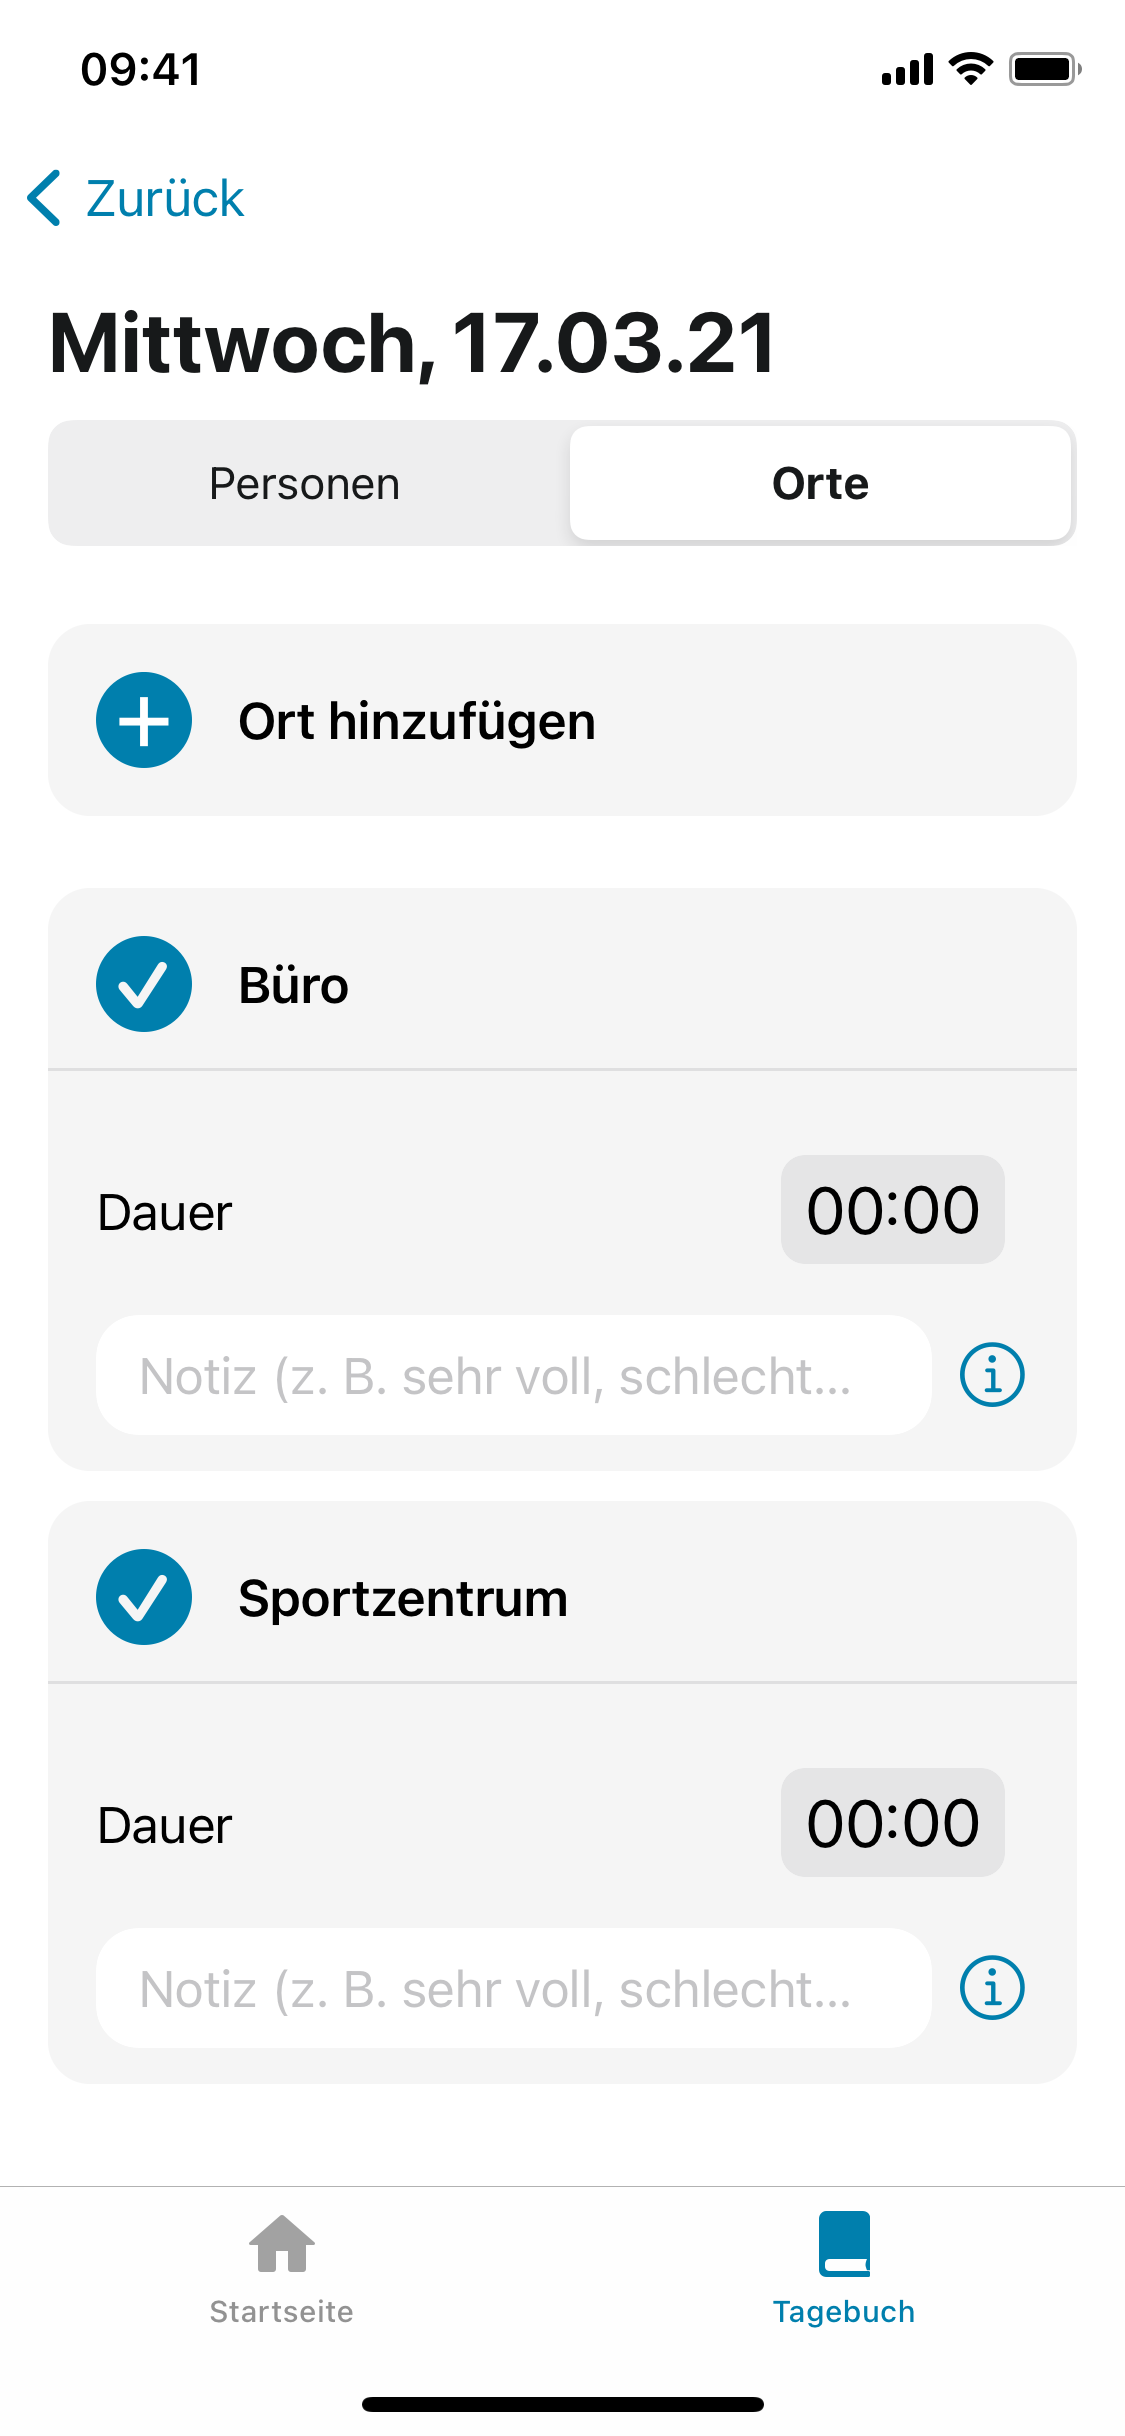 09:41
Zurück
Mittwoch, 17.03.21
Personen
Orte
Ort hinzufügen
Büro
Dauer
00:00
Notiz (z. B. sehr voll, schlecht...
Sportzentrum
Dauer
00:00
Notiz (z. B. sehr voll, schlecht...
Startseite
Tagebuch